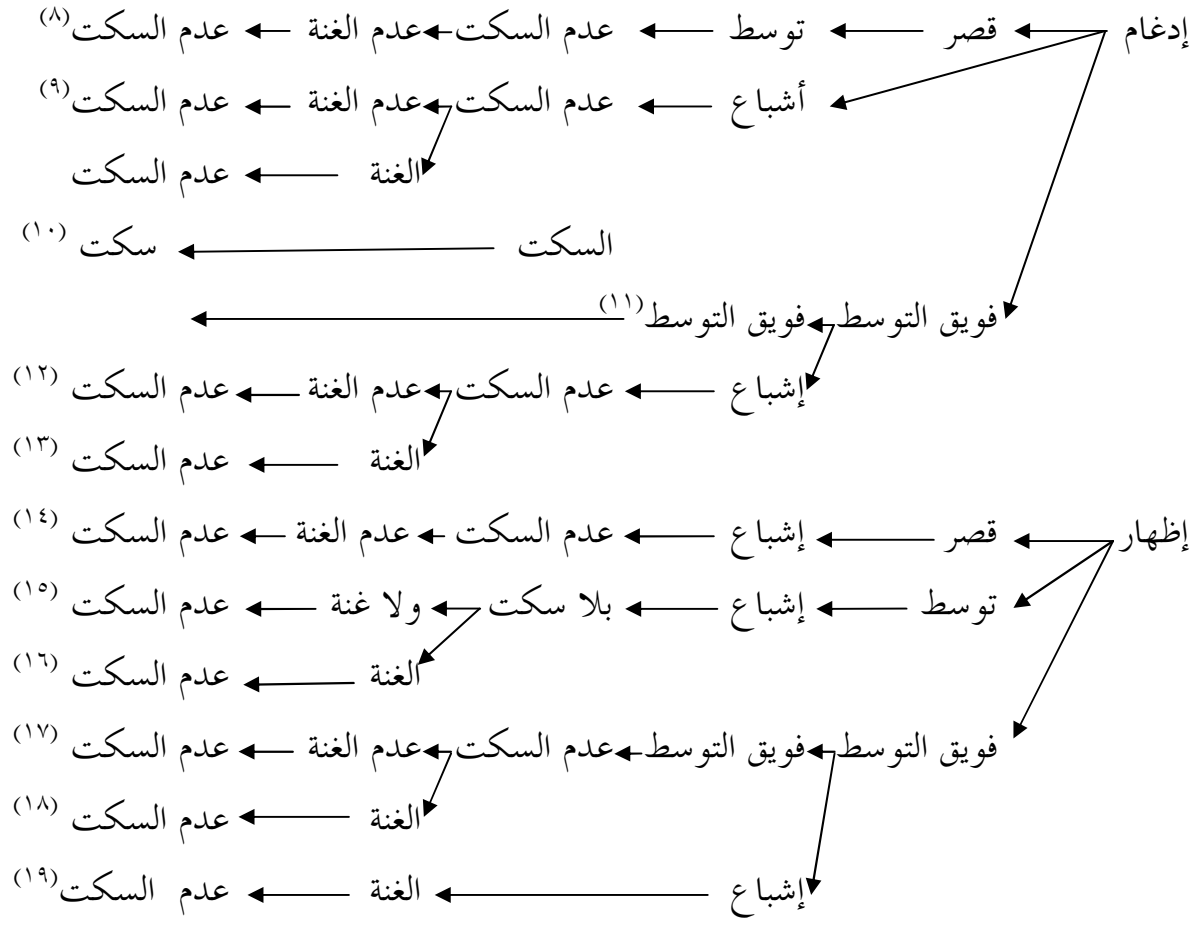 إدغام قصر توسط عدم السكت عدم الغنة عدم السكت(٨)
أشباع عدم السكت عدم الغنة عدم السكت(٩)
الغنة عدم السكت
السكت سكت (١٠)
فويق التوسط فويق التوسط(١١)
إشباع عدم السكت عدم الغنة عدم السكت (١٢)
الغنة عدم السكت (١٣)
إظهار قصر إشباع عدم السكت عدم الغنة عدم السكت (١٤)
توسط إشباع بلا سكت ولا غنة عدم السكت (١٥)
الغنة عدم السكت (١٦)
فويق التوسط فويق التوسط عدم السكت عدم الغنة عدم السكت (١٧)
الغنة عدم السكت (١٨)
إشباع الغنة عدم السكت(١٩)